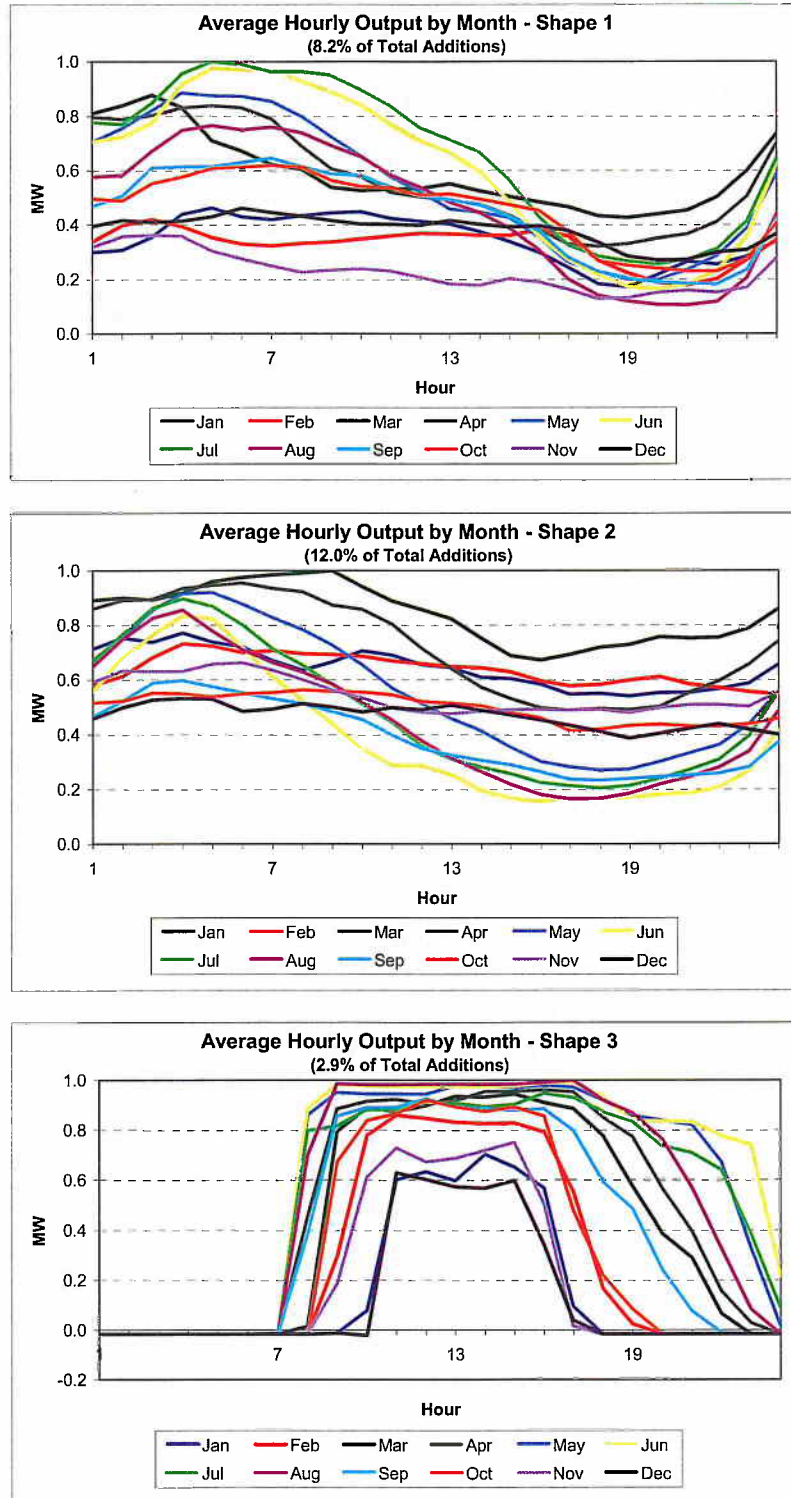 Average Hourly Output by Month - Shape 1
(8.2% of Total Additions)
1.0
0.8
0.6
0.4
0.2
0.0
MW
1 7 13 19
Hour
Jan Feb Mar Apr May Jun
Jul Aug Sep Oct Nov Dec
Average Hourly Output by Month - Shape 2
(12.0% of Total Additions)
1.0
0.8
0.6
0.4
0.2
0.0
MW
1 7 13 19
Hour
Jan Feb Mar Apr May Jun
Jul Aug Sep Oct Nov Dec
Average Hourly Output by Month - Shape 3
(2.9% of Total Additions)
1.0
0.8
0.6
0.4
0.2
0.0
-0.2
MW
7 13 19
Hour
Jan Feb Mar Apr May Jun
Jul Aug Sep Oct Nov Dec